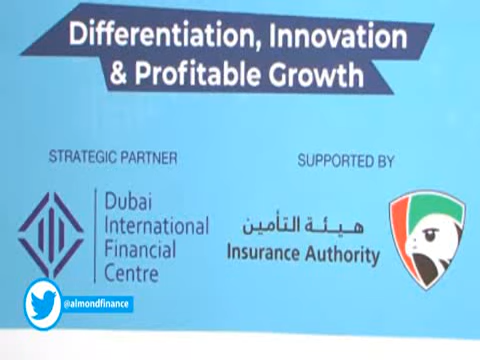 Differentiation, Innovation
& Profitable Growth
STRATEGIC PARTNER
SUPPORTED BY
Dubai
International
Financial
Centre
هيئة التأمين
Insurance Authority
@almondfinance